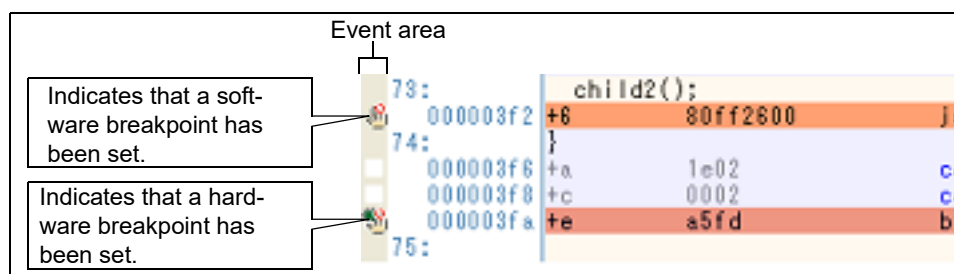 Event area
Indicates that a soft-
ware breakpoint has
been set.
Indicates that a hard-
ware breakpoint has
been set.
73:
child2();
000003f2 +6 80ff2600 j
74:
}
000003f6 +a 1e02 c
000003f8 +c 0002 c
000003fa +e a5fd b
75: